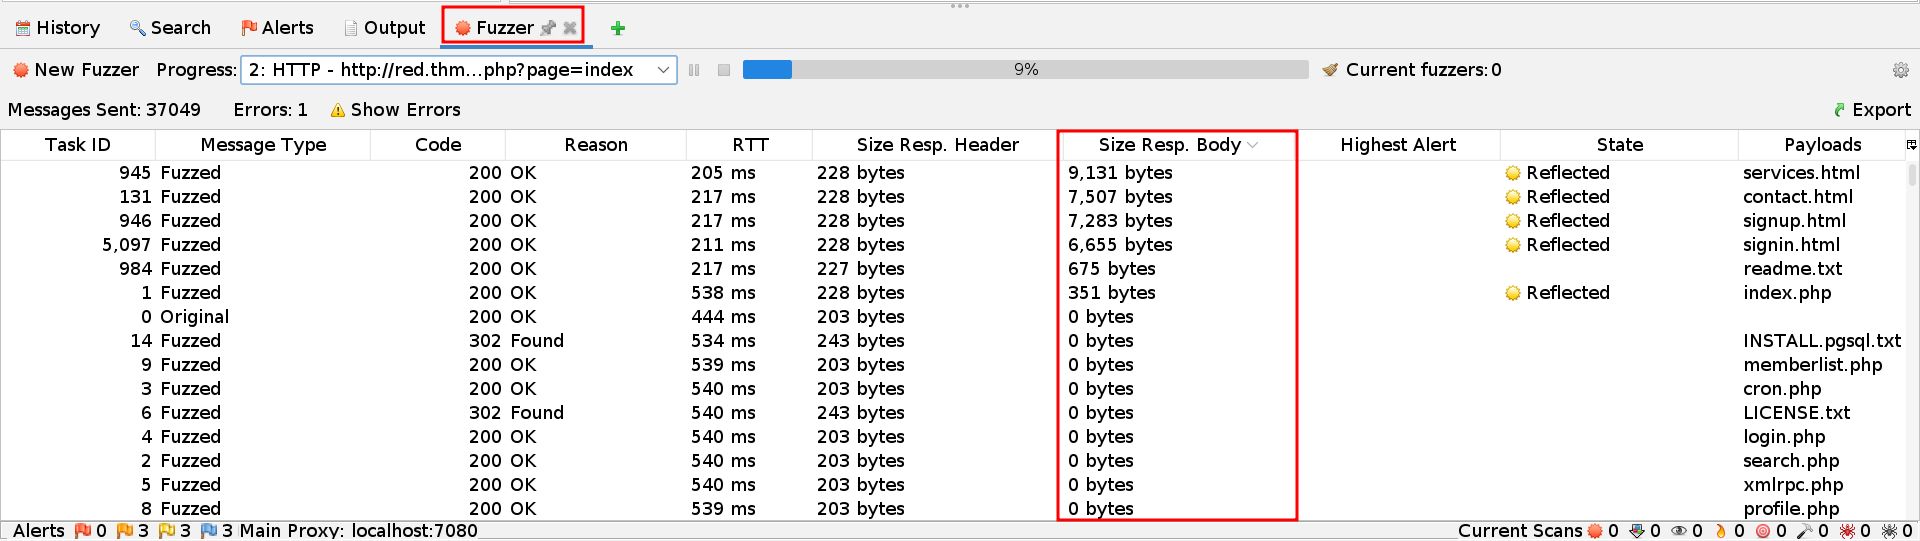 History Search Alerts Output Fuzzer
New Fuzzer Progress: 2: HTTP - http://red.thm...php?page=index 9% Current fuzzers: 0
Messages Sent: 37049 Errors: 1 Show Errors Export
Task ID Message Type Code Reason RTT Size Resp. Header Size Resp. Body Highest Alert State Payloads
945 Fuzzed 200 OK 205 ms 228 bytes 9,131 bytes Reflected services.html
131 Fuzzed 200 OK 217 ms 228 bytes 7,507 bytes Reflected contact.html
946 Fuzzed 200 OK 217 ms 228 bytes 7,283 bytes Reflected signup.html
5,097 Fuzzed 200 OK 211 ms 228 bytes 6,655 bytes Reflected signin.html
984 Fuzzed 200 OK 217 ms 227 bytes 675 bytes readme.txt
1 Fuzzed 200 OK 538 ms 228 bytes 351 bytes Reflected index.php
0 Original 200 OK 444 ms 203 bytes 0 bytes
14 Fuzzed 302 Found 534 ms 243 bytes 0 bytes INSTALL.pgsql.txt
9 Fuzzed 200 OK 539 ms 203 bytes 0 bytes memberlist.php
3 Fuzzed 200 OK 540 ms 203 bytes 0 bytes cron.php
6 Fuzzed 302 Found 540 ms 243 bytes 0 bytes LICENSE.txt
4 Fuzzed 200 OK 540 ms 203 bytes 0 bytes login.php
2 Fuzzed 200 OK 540 ms 203 bytes 0 bytes search.php
5 Fuzzed 200 OK 540 ms 203 bytes 0 bytes xmlrpc.php
8 Fuzzed 200 OK 539 ms 203 bytes 0 bytes profile.php
Alerts 0 3 3 3 Main Proxy: localhost:7080 Current Scans 0 0 0 0 0 0 0 0